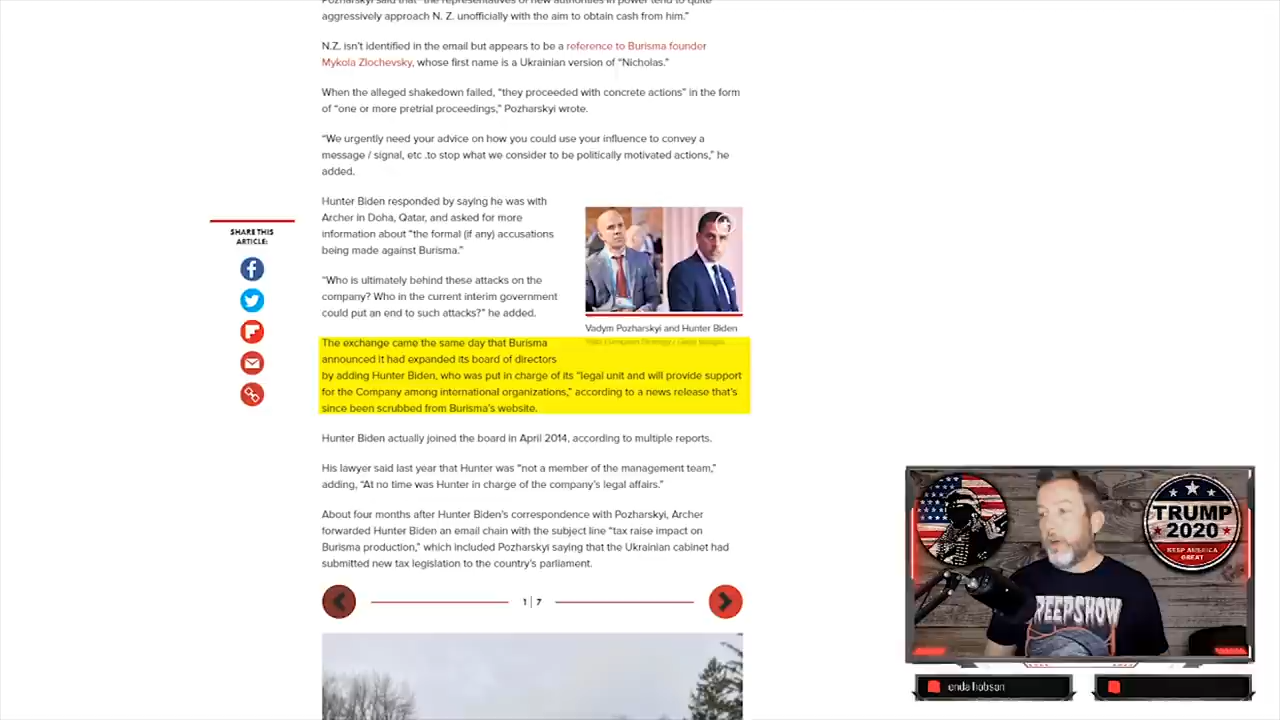 Pozharskyi said that "the representatives of new authorities in power tend to quite
aggressively approach N. Z. unofficially with the aim to obtain cash from him."
N.Z. isn't identified in the email but appears to be a reference to Burisma founder
Mykola Zlochevsky, whose first name is a Ukrainian version of "Nicholas."
When the alleged shakedown failed, "they proceeded with concrete actions" in the form
of "one or more pretrial proceedings," Pozharskyi wrote.
"We urgently need your advice on how you could use your influence to convey a
message / signal, etc .to stop what we consider to be politically motivated actions," he
added.
Hunter Biden responded by saying he was with
Archer in Doha, Qatar, and asked for more
information about "the formal (if any) accusations
being made against Burisma."
"Who is ultimately behind these attacks on the
company? Who in the current interim government
could put an end to such attacks?" he added.
SHARE THIS
ARTICLE:
Vadym Pozharskyi and Hunter Biden
The exchange came the same day that Burisma
announced it had expanded its board of directors
by adding Hunter Biden, who was put in charge of its "legal unit and will provide support
for the Company among international organizations," according to a news release that's
since been scrubbed from Burisma's website.
Hunter Biden actually joined the board in April 2014, according to multiple reports.
His lawyer said last year that Hunter was "not a member of the management team,"
adding, "At no time was Hunter in charge of the company's legal affairs."
About four months after Hunter Biden's correspondence with Pozharskyi, Archer
forwarded Hunter Biden an email chain with the subject line "tax raise impact on
Burisma production," which included Pozharskyi saying that the Ukrainian cabinet had
submitted new tax legislation to the country's parliament.
1 | 7
TRUMP
2020
KEEP AMERICA
GREAT
REEPSHOW
enda hobson